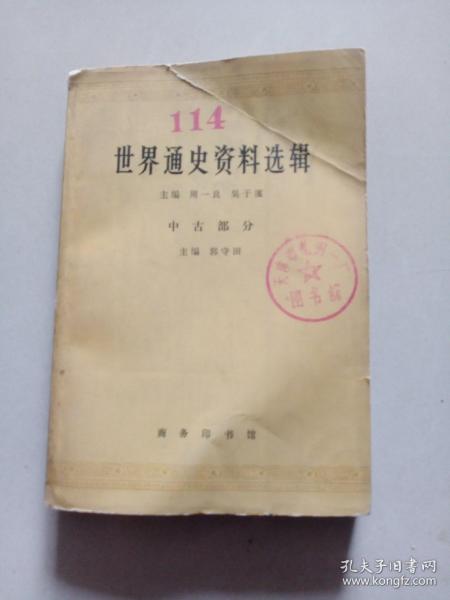 114
世界通史资料选辑
主编 周一良 吴于廑
中古部分
主编 郭守田
商务印书馆
图书馆
孔夫子旧书网
www.kongfz.com